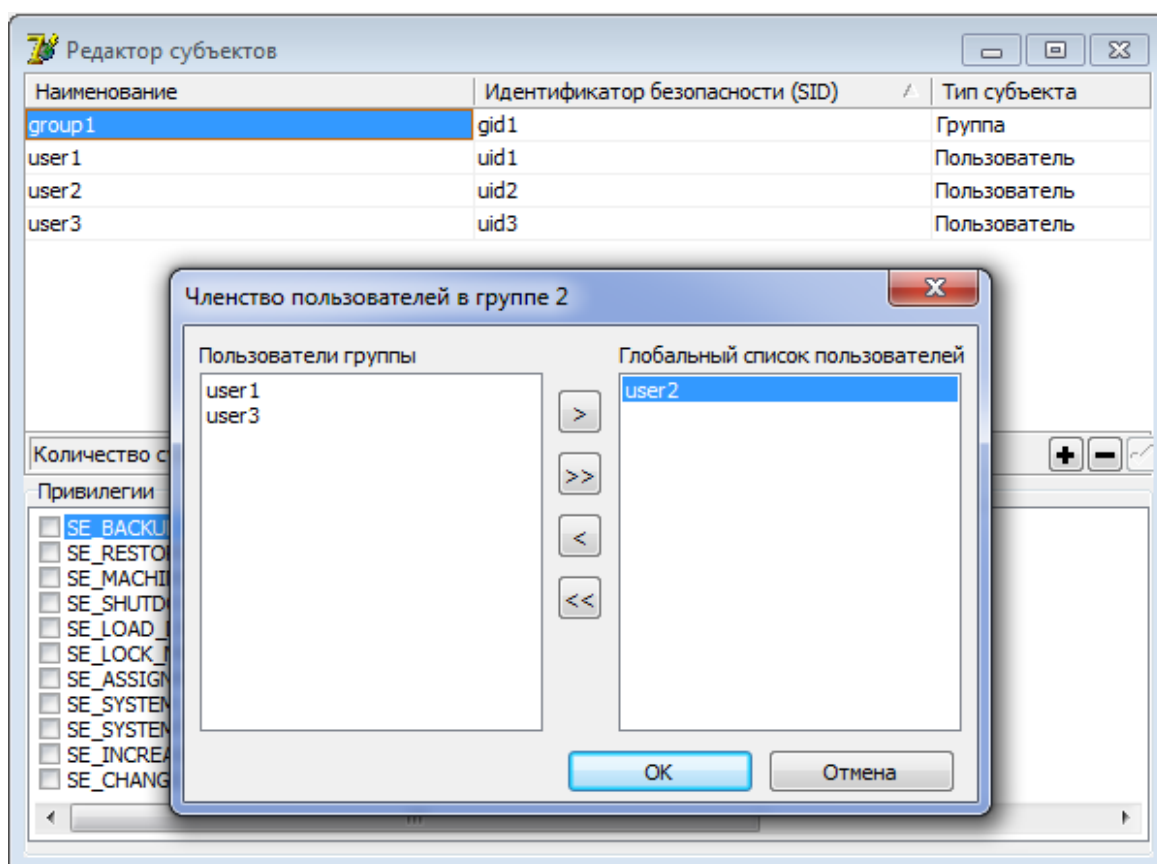 Редактор субъектов
Наименование Идентификатор безопасности (SID) Тип субъекта
group1 gid1 Группа
user1 uid1 Пользователь
user2 uid2 Пользователь
user3 uid3 Пользователь
Членство пользователей в группе 2
Пользователи группы Глобальный список пользователей
user1 user2
user3
>
>>
<
<<
OK Отмена
Количество
Привилегии
SE_BACKU
SE_RESTO
SE_MACHI
SE_SHUTD
SE_LOAD_
SE_LOCK_
SE_ASSIGN
SE_SYSTEM
SE_SYSTEM
SE_INCREA
SE_CHANG